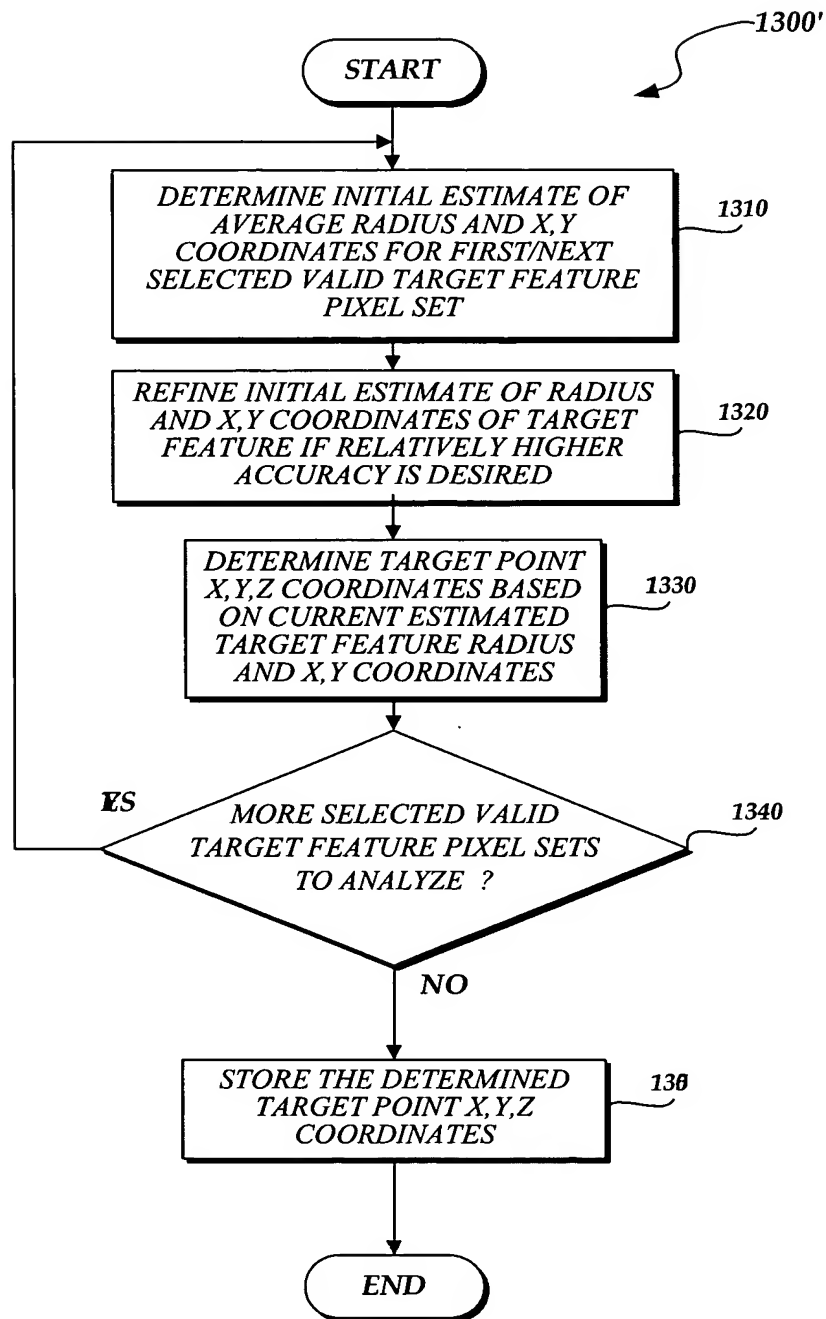 1300'
START
DETERMINE INITIAL ESTIMATE OF
AVERAGE RADIUS AND X,Y
COORDINATES FOR FIRST/NEXT
SELECTED VALID TARGET FEATURE
PIXEL SET
1310
REFINE INITIAL ESTIMATE OF RADIUS
AND X,Y COORDINATES OF TARGET
FEATURE IF RELATIVELY HIGHER
ACCURACY IS DESIRED
1320
DETERMINE TARGET POINT
X,Y,Z COORDINATES BASED
ON CURRENT ESTIMATED
TARGET FEATURE RADIUS
AND X,Y COORDINATES
1330
YES
MORE SELECTED VALID
TARGET FEATURE PIXEL SETS
TO ANALYZE ?
1340
NO
STORE THE DETERMINED
TARGET POINT X,Y,Z
COORDINATES
END